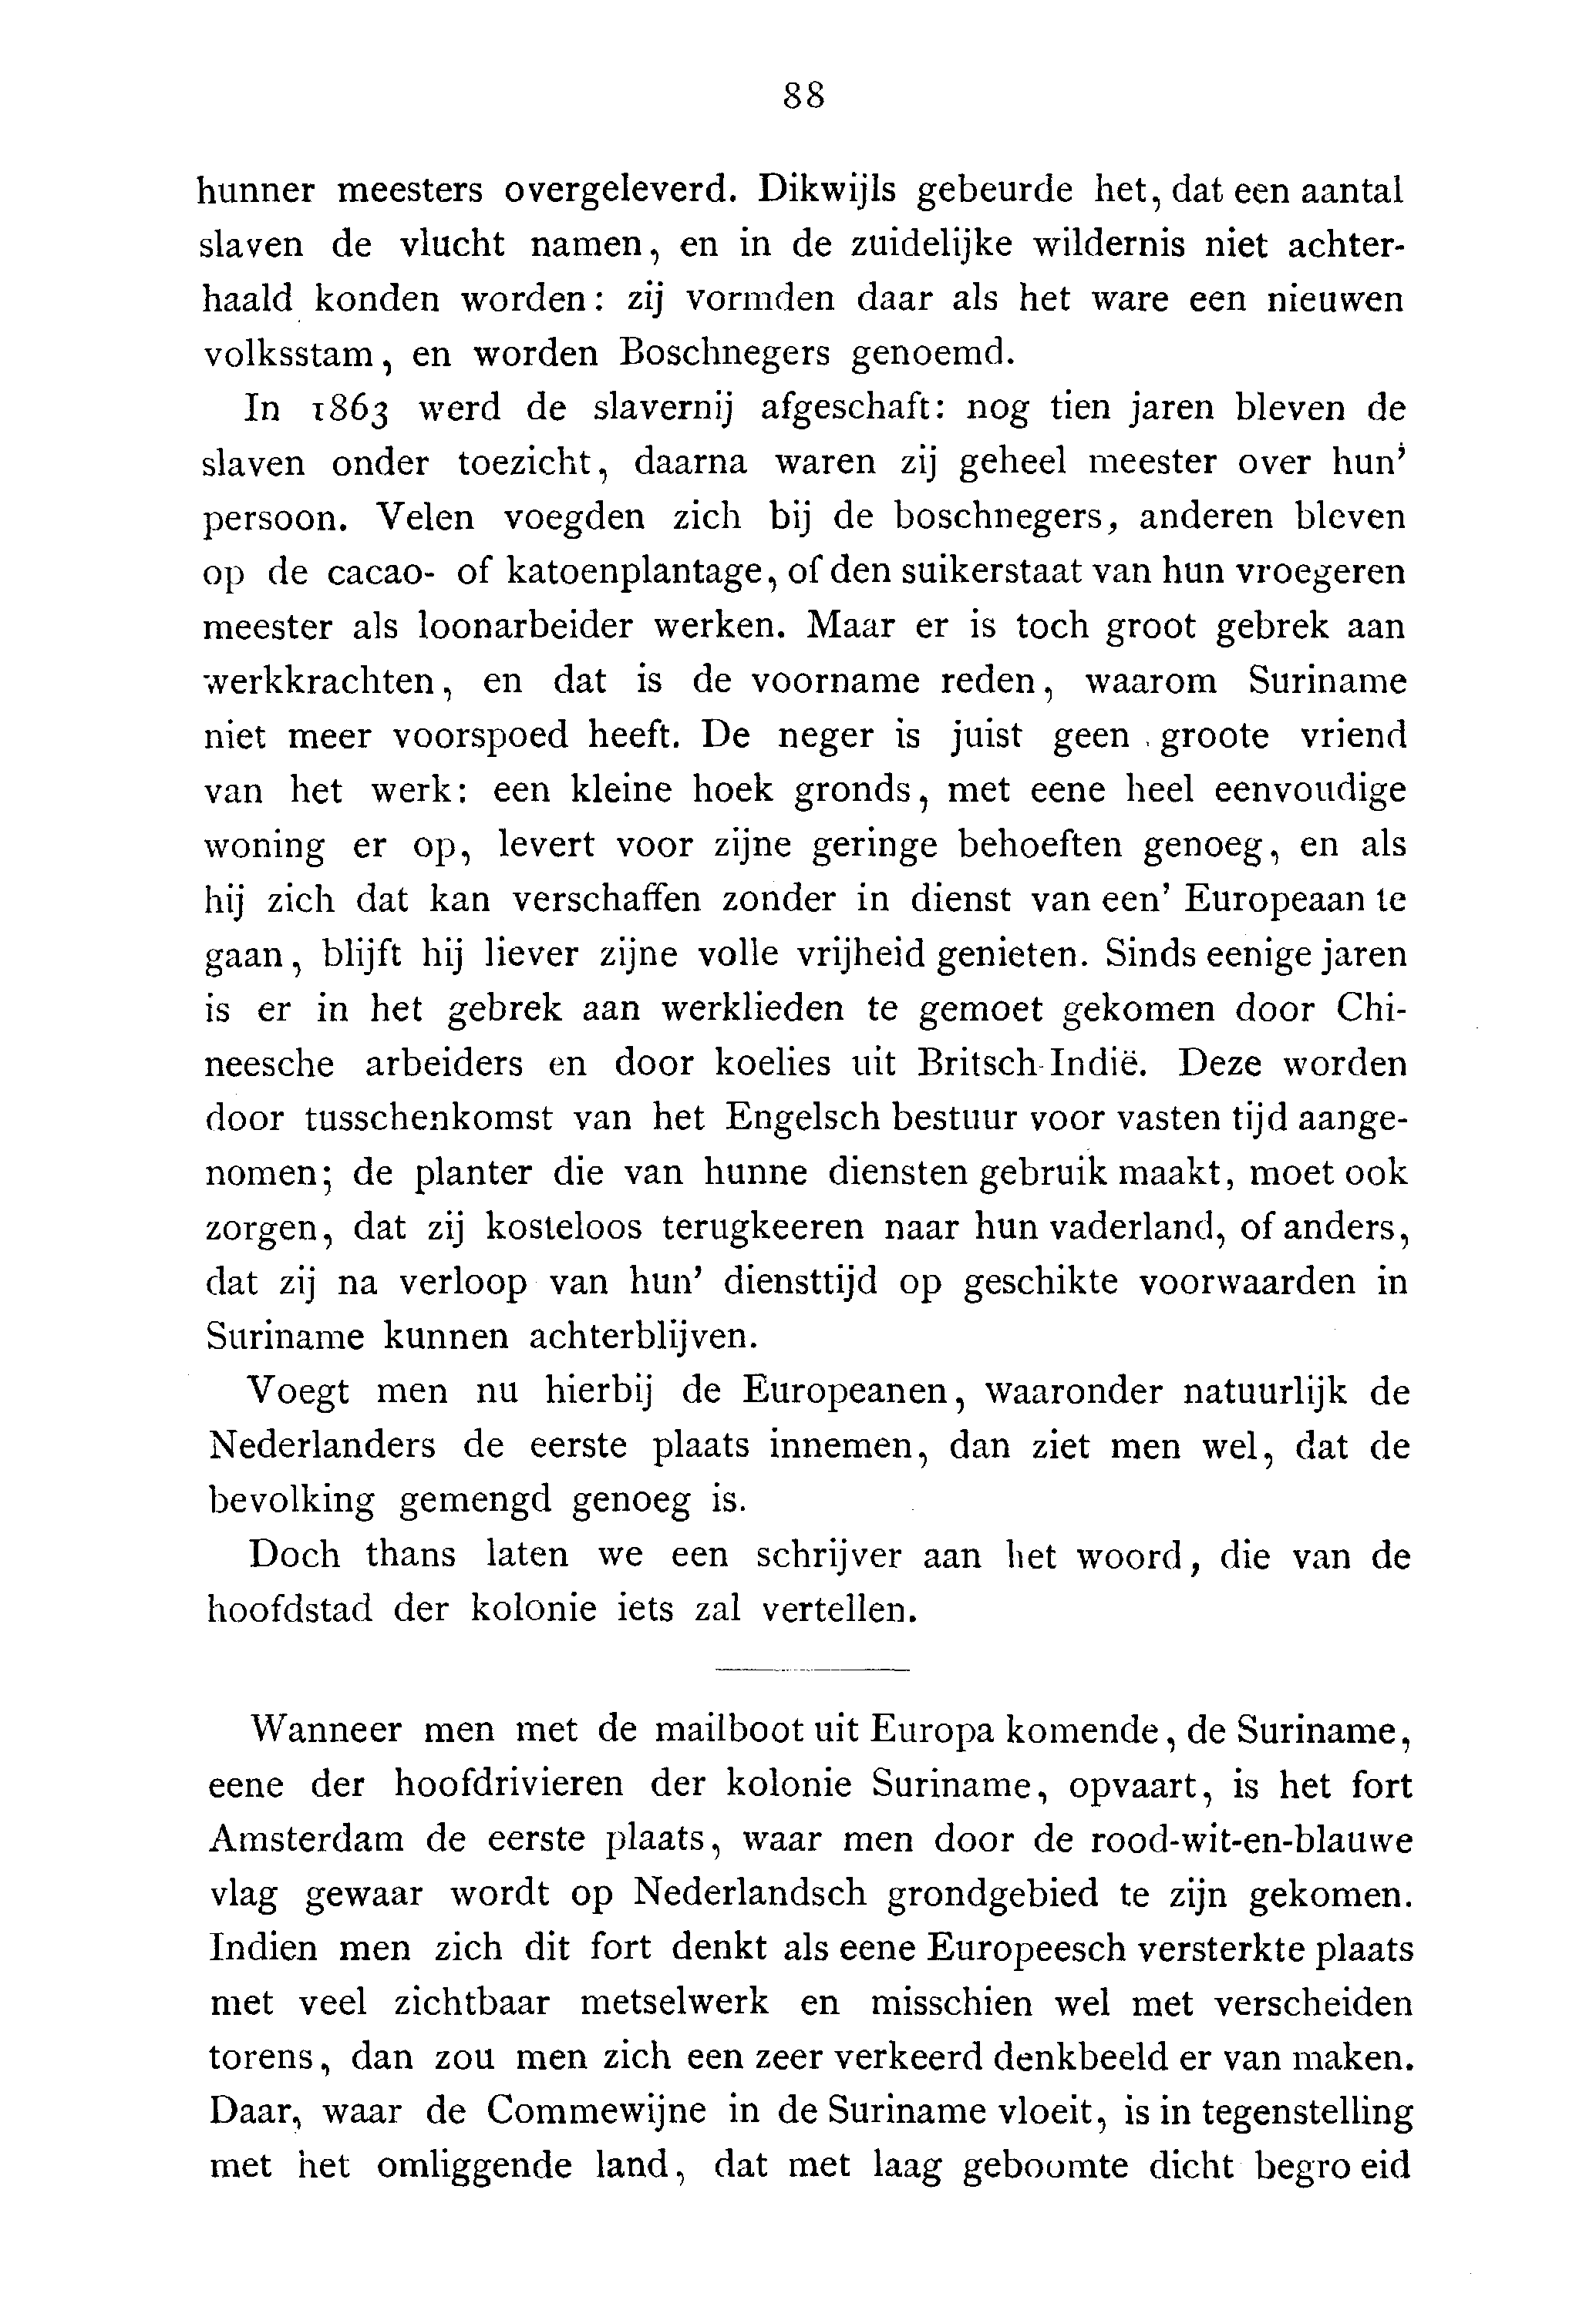 88
hunner meesters overgeleverd. Dikwijls gebeurde het, dat een aantal
slaven de vlucht namen, en in de zuidelijke wildernis niet achter-
haald konden worden: zij vormden daar als het ware een nieuwen
volksstam, en worden Boschnegers genoemd.
In 1863 werd de slavernij afgeschaft: nog tien jaren bleven de
slaven onder toezicht, daarna waren zij geheel meester over hun'
persoon. Velen voegden zich bij de boschnegers, anderen bleven
op de cacao- of katoenplantage, of den suikerstaat van hun vroegeren
meester als loonarbeider werken. Maar er is toch groot gebrek aan
werkkrachten, en dat is de voorname reden, waarom Suriname
niet meer voorspoed heeft. De neger is juist geen groote vriend
van het werk: een kleine hoek gronds, met eene heel eenvoudige
woning er op, levert voor zijne geringe behoeften genoeg, en als
hij zich dat kan verschaffen zonder in dienst van een' Europeaan te
gaan, blijft hij liever zijne volle vrijheid genieten. Sinds eenige jaren
is er in het gebrek aan werklieden te gemoet gekomen door Chi-
neesche arbeiders en door koelies uit Britsch-Indië. Deze worden
door tusschenkomst van het Engelsch bestuur voor vasten tijd aange-
nomen; de planter die van hunne diensten gebruik maakt, moet ook
zorgen, dat zij kosteloos terugkeeren naar hun vaderland, of anders,
dat zij na verloop van hun' diensttijd op geschikte voorwaarden in
Suriname kunnen achterblijven.
Voegt men nu hierbij de Europeanen, waaronder natuurlijk de
Nederlanders de eerste plaats innemen, dan ziet men wel, dat de
bevolking gemengd genoeg is.
Doch thans laten we een schrijver aan het woord, die van de
hoofdstad der kolonie iets zal vertellen.
Wanneer men met de mailboot uit Europa komende, de Suriname,
eene der hoofdrivieren der kolonie Suriname, opvaart, is het fort
Amsterdam de eerste plaats, waar men door de rood-wit-en-blauwe
vlag gewaar wordt op Nederlandsch grondgebied te zijn gekomen.
Indien men zich dit fort denkt als eene Europeesch versterkte plaats
met veel zichtbaar metselwerk en misschien wel met verscheiden
torens, dan zou men zich een zeer verkeerd denkbeeld er van maken.
Daar, waar de Commewijne in de Suriname vloeit, is in tegenstelling
met het omliggende land, dat met laag geboomte dicht begroeid